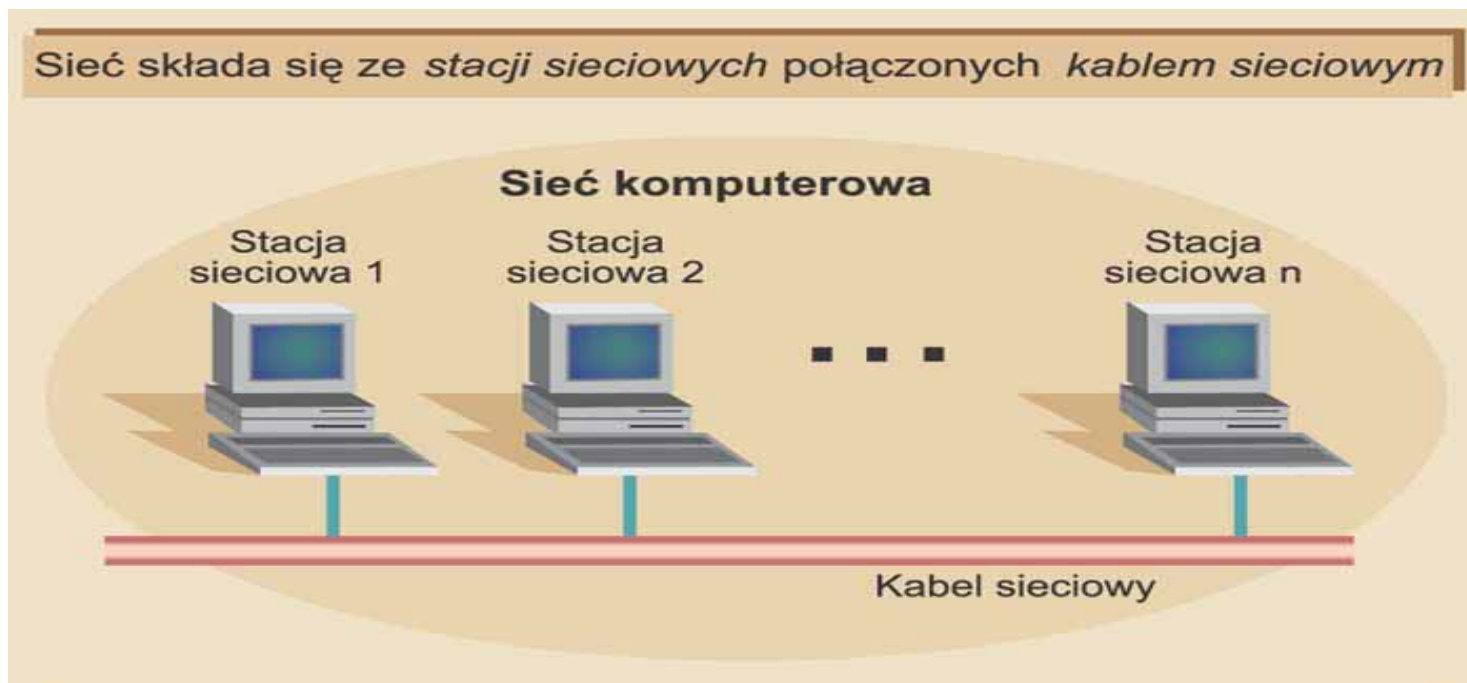 Sieć składa się ze stacji sieciowych połączonych kablem sieciowym
Sieć komputerowa
Stacja
sieciowa 1
Stacja
sieciowa 2
Stacja
sieciowa n
Kabel sieciowy